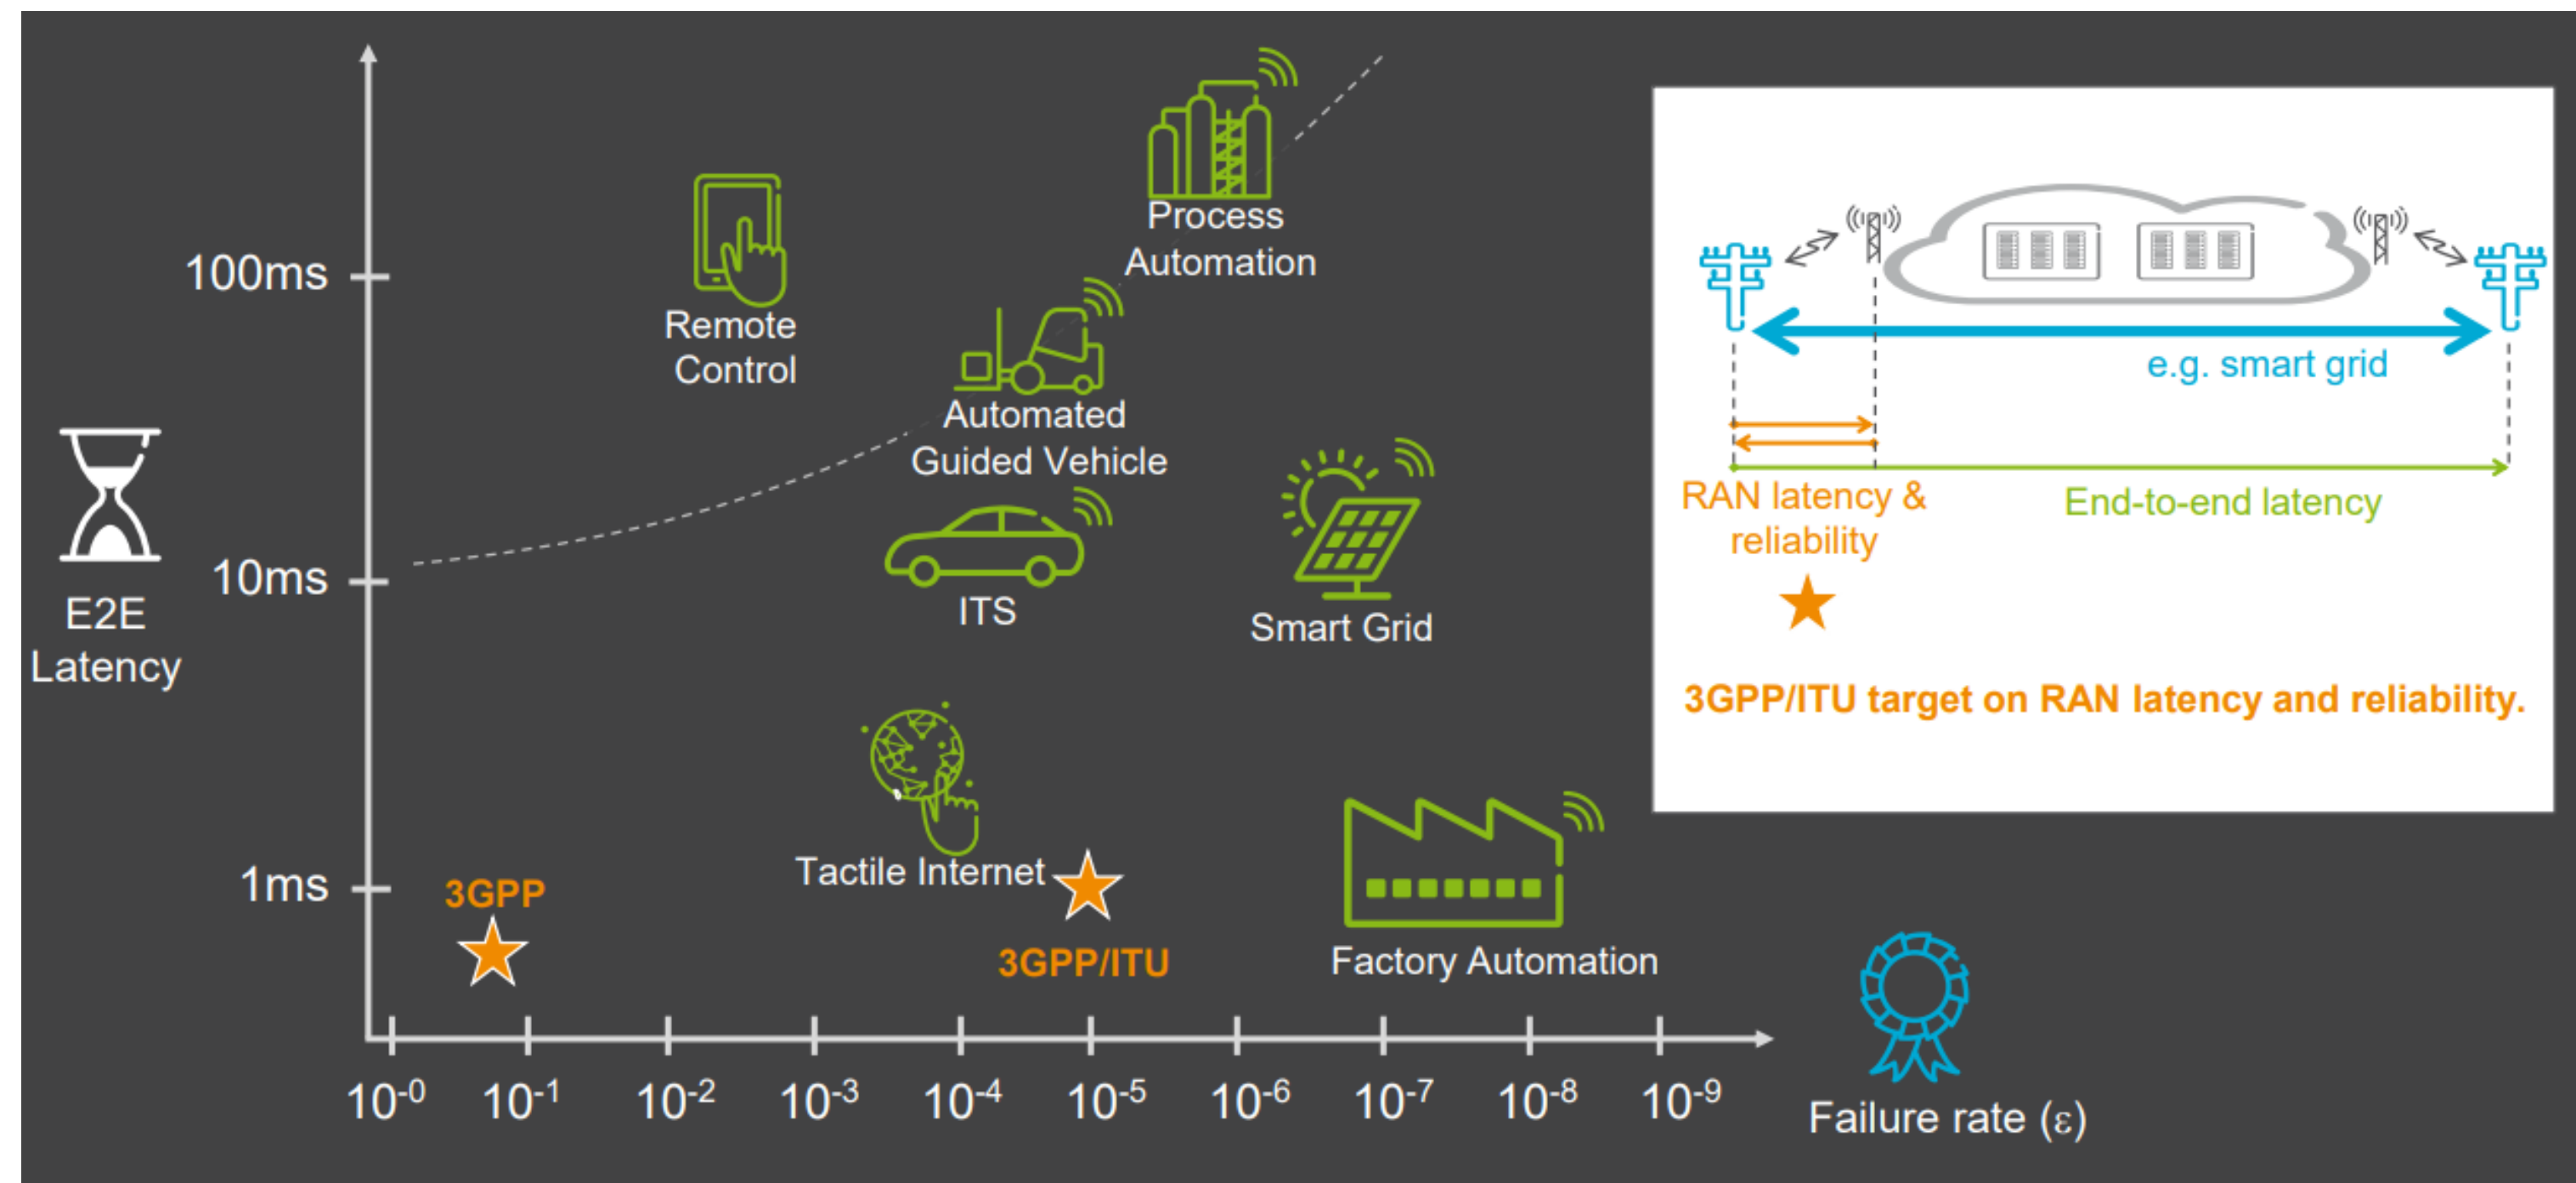 100ms
10ms
1ms
E2E
Latency
Remote
Control
Process
Automation
Automated
Guided Vehicle
ITS
Smart Grid
Tactile Internet
3GPP
3GPP/ITU
Factory Automation
10-0 10-1 10-2 10-3 10-4 10-5 10-6 10-7 10-8 10-9
Failure rate (ε)
e.g. smart grid
RAN latency &
reliability
End-to-end latency
3GPP/ITU target on RAN latency and reliability.